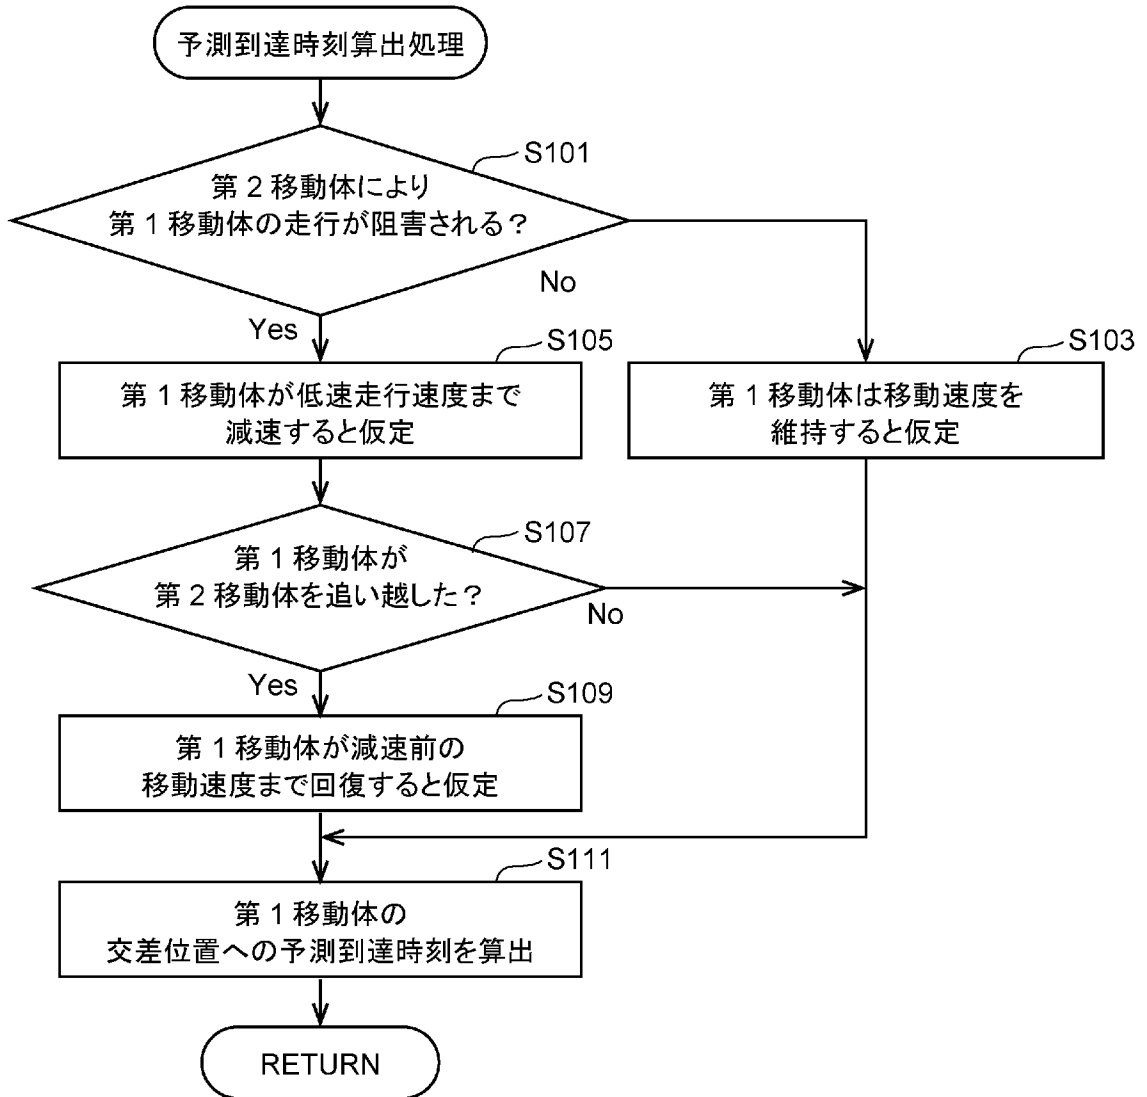 予測到達時刻算出処理
S101
第2移動体により
第1移動体の走行が阻害される?
No
Yes
S105
第1移動体が低速走行速度まで
減速すると仮定
S103
第1移動体は移動速度を
維持すると仮定
S107
第1移動体が
第2移動体を追い越した?
No
Yes
S109
第1移動体が減速前の
移動速度まで回復すると仮定
S111
第1移動体の
交差位置への予測到達時刻を算出
RETURN